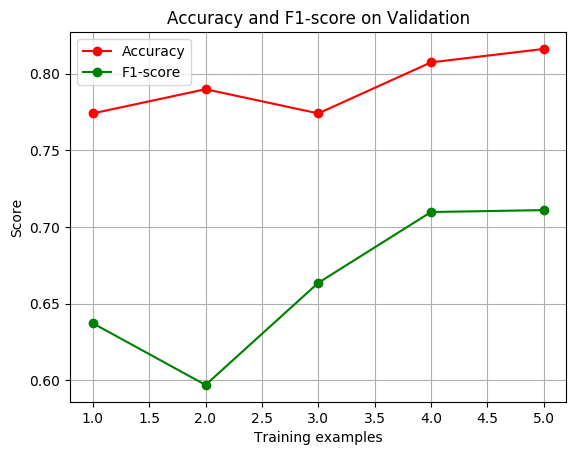 Accuracy and F1-score on Validation
Accuracy
F1-score
0.80
0.75
0.70
0.65
0.60
Score
1.0 1.5 2.0 2.5 3.0 3.5 4.0 4.5 5.0
Training examples